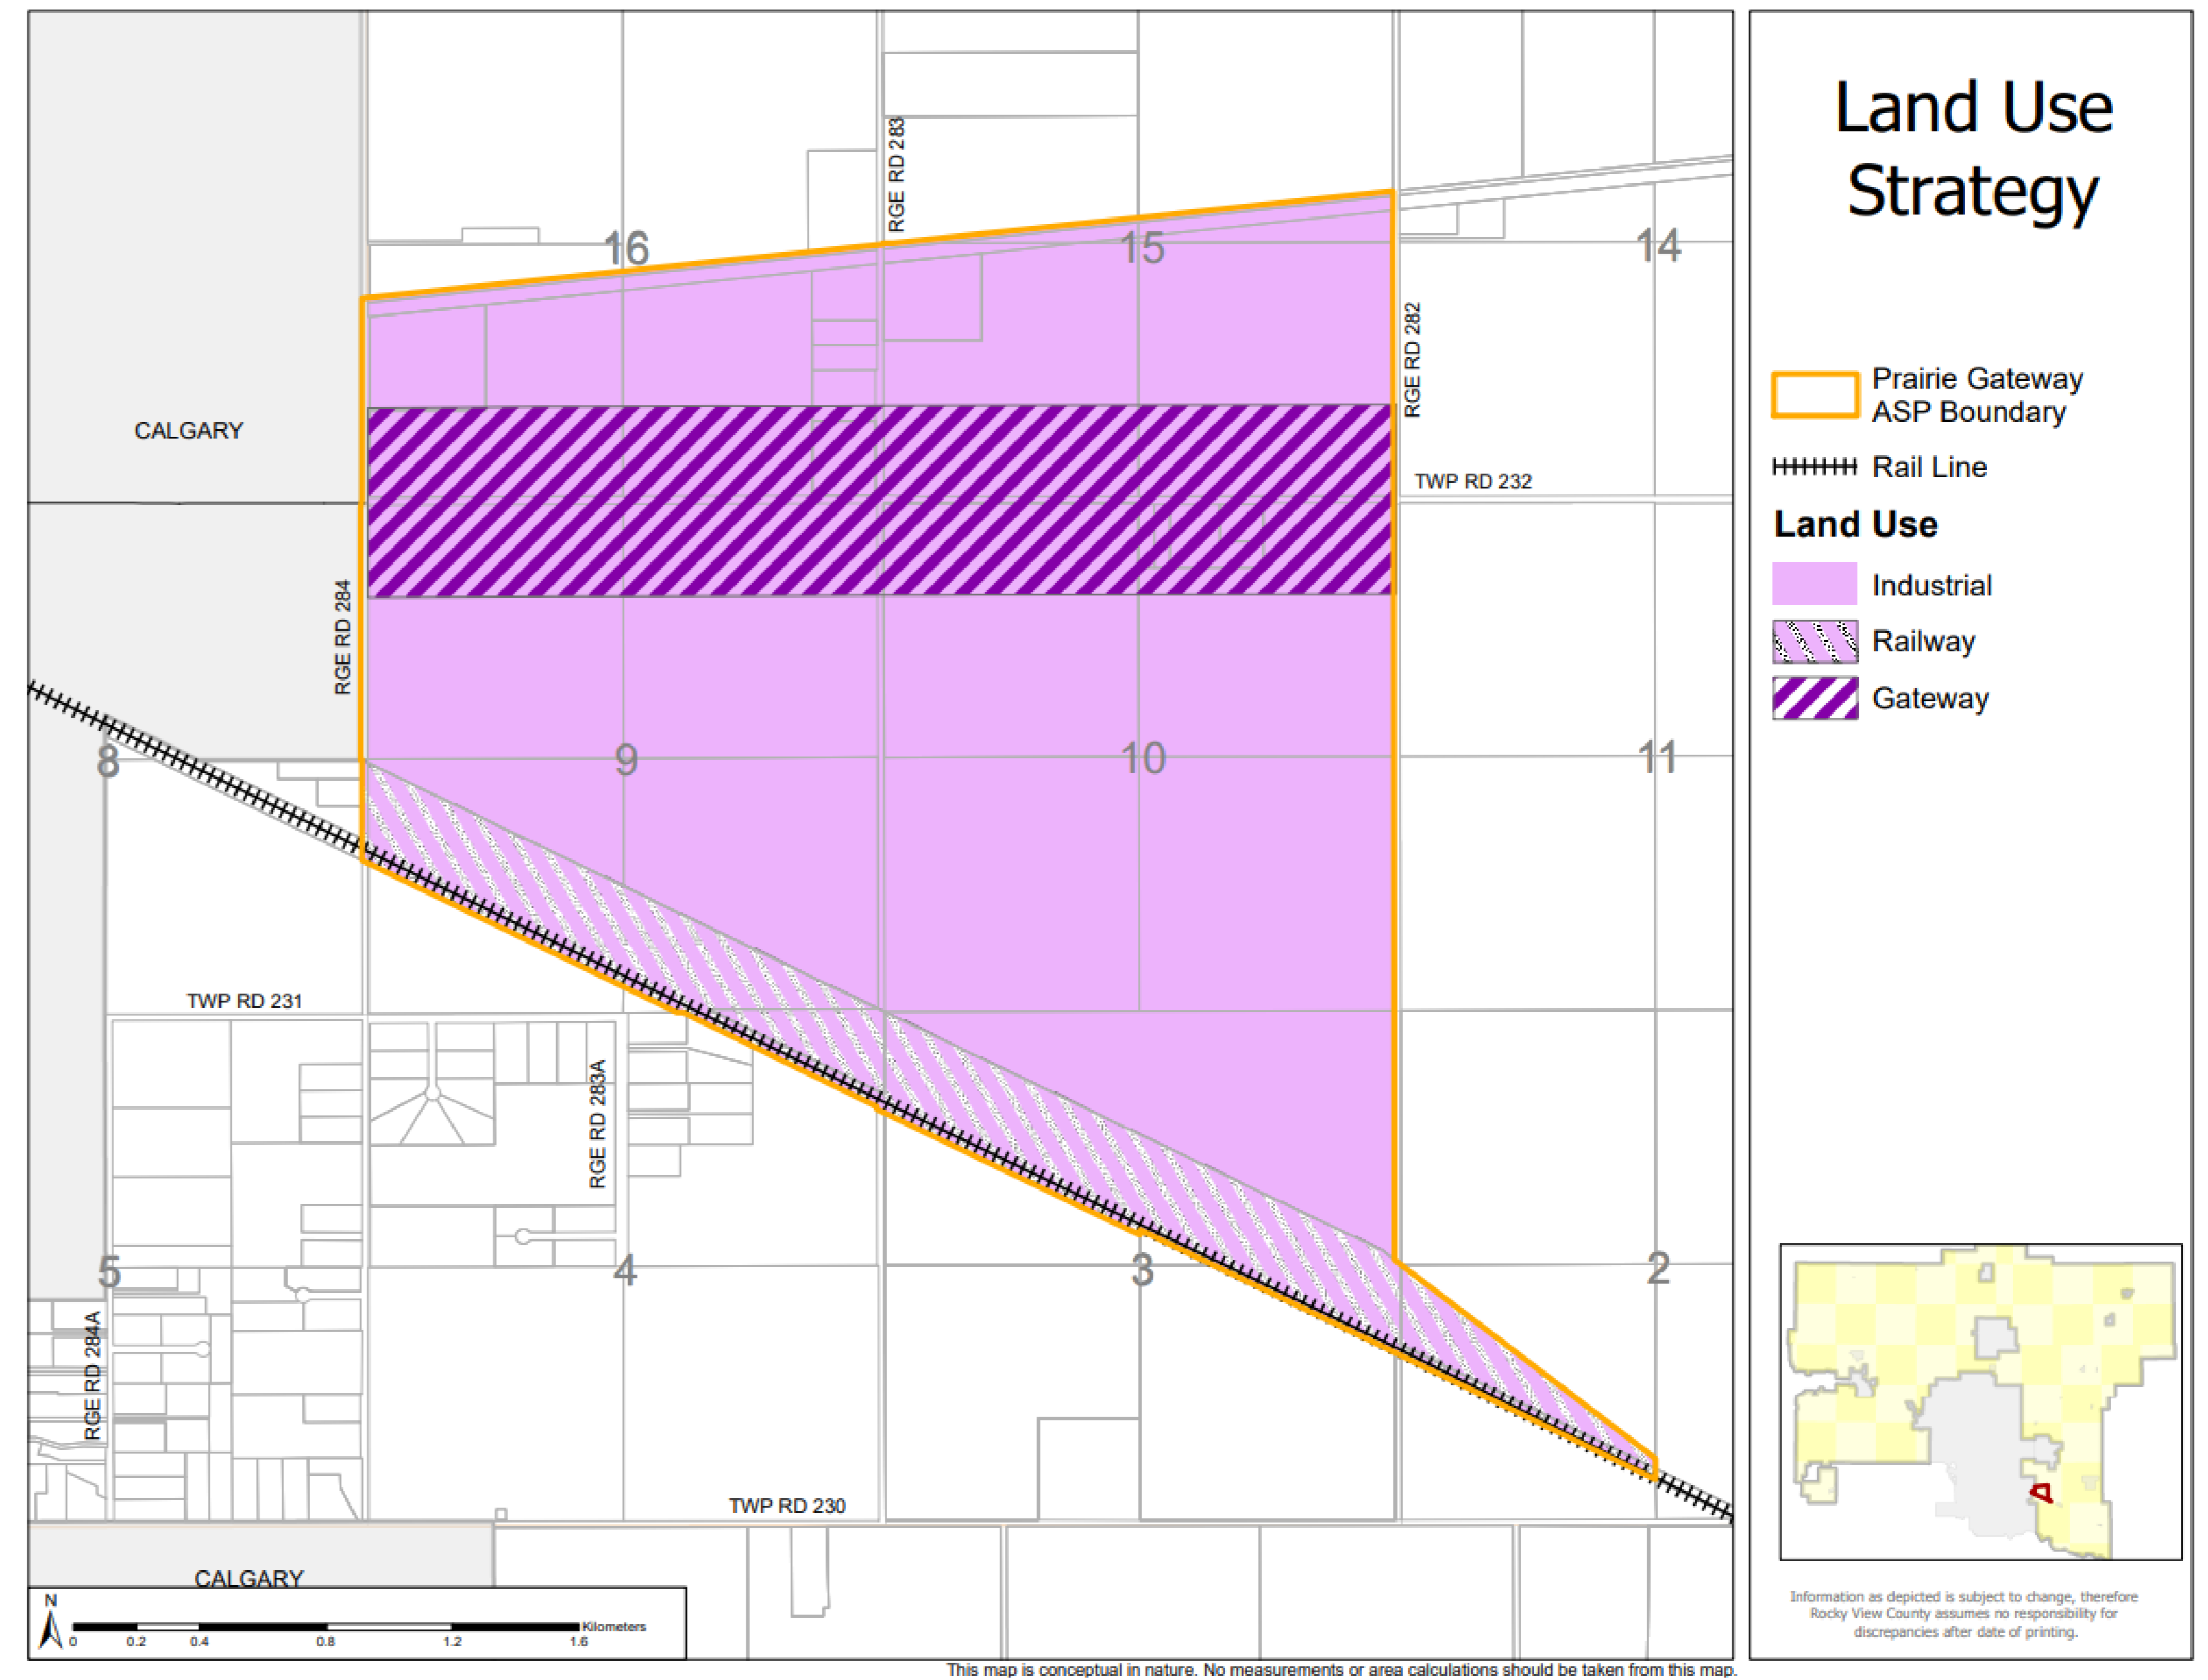 Land Use
Strategy
Prairie Gateway
ASP Boundary
Rail Line
Land Use
Industrial
Railway
Gateway
RGE RD 283
16
15
14
RGE RD 282
CALGARY
TWP RD 232
RGE RD 284
8
9
10
11
TWP RD 231
RGE RD 283A
5
4
3
2
RGE RD 284A
TWP RD 230
CALGARY
N
Kilometers
0 0.2 0.4 0.8 1.2 1.6
Information as depicted is subject to change, therefore
Rocky View County assumes no responsibility for
discrepancies after date of printing.
This map is conceptual in nature. No measurements or area calculations should be taken from this map.